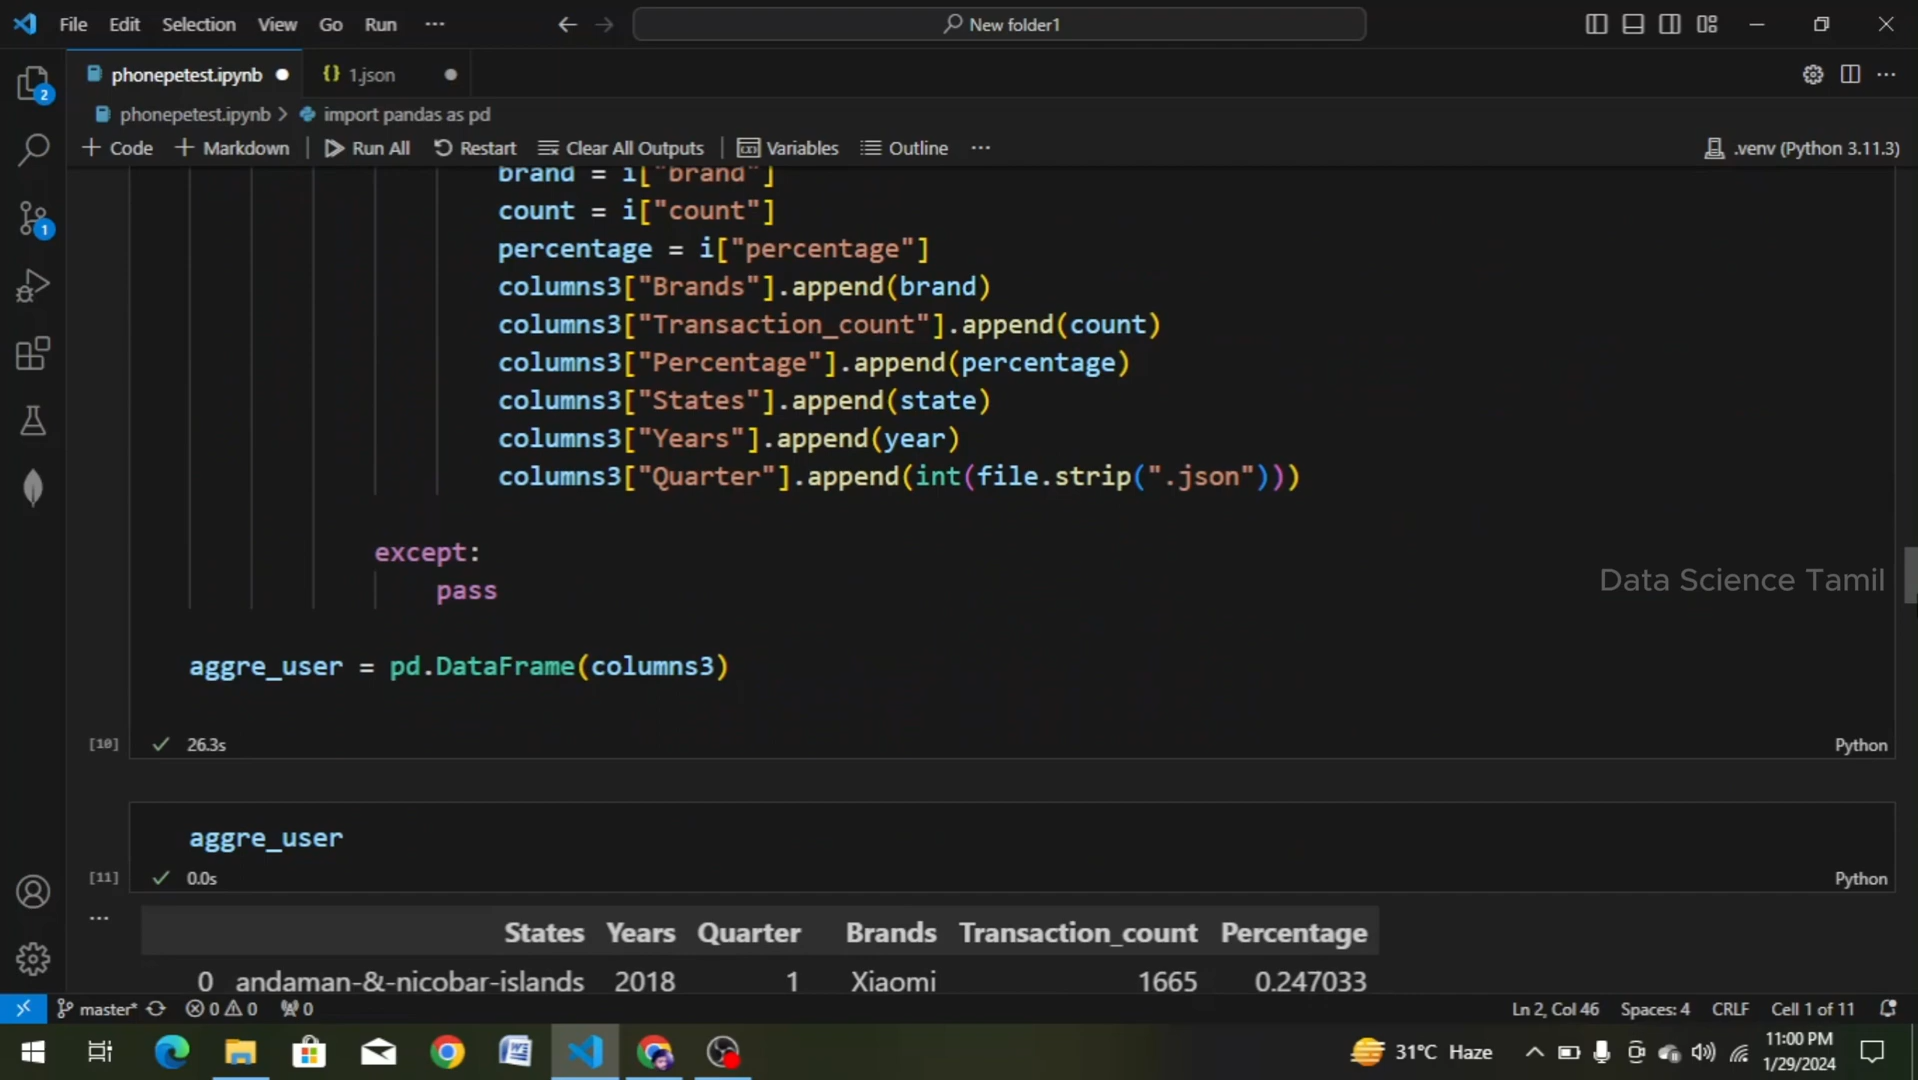 File Edit Selection View Go Run ··· New folder1
phonepetest.ipynb 1.json
phonepetest.ipynb > import pandas as pd
+ Code + Markdown Run All Restart Clear All Outputs Variables Outline ··· .venv (Python 3.11.3)
brand = i["brand"]
count = i["count"]
percentage = i["percentage"]
columns3["Brands"].append(brand)
columns3["Transaction_count"].append(count)
columns3["Percentage"].append(percentage)
columns3["States"].append(state)
columns3["Years"].append(year)
columns3["Quarter"].append(int(file.strip(".json")))
except:
pass
Data Science Tamil
aggre_user = pd.DataFrame(columns3)
[10] 26.3s Python
aggre_user
[11] 0.0s Python
States Years Quarter Brands Transaction_count Percentage
0 andaman-&-nicobar-islands 2018 1 Xiaomi 1665 0.247033
2
1
master* 0 0 0 Ln 2, Col 46 Spaces: 4 CRLF Cell 1 of 11
31°C Haze 11:00 PM
1/29/2024